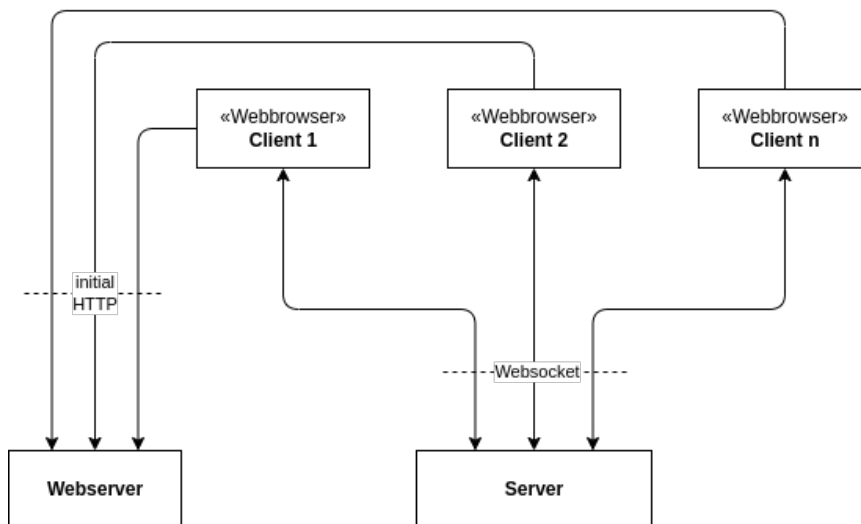 «Webbrowser»
Client 1
«Webbrowser»
Client 2
«Webbrowser»
Client n
initial
HTTP
Websocket
Webserver
Server